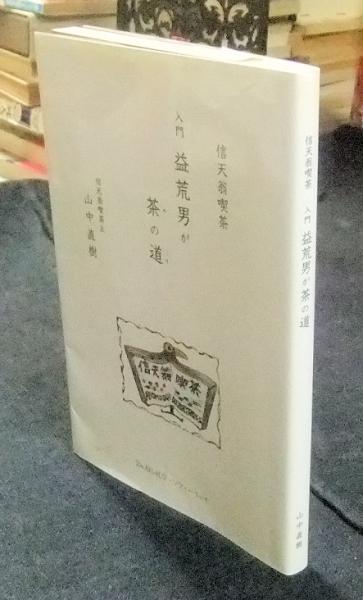 信天翁喫茶
入門 益荒男が
茶の道
信天翁喫茶主
山中直樹
信天翁 喫茶
信天翁喫茶 入門 益荒男が茶の道
山中直樹